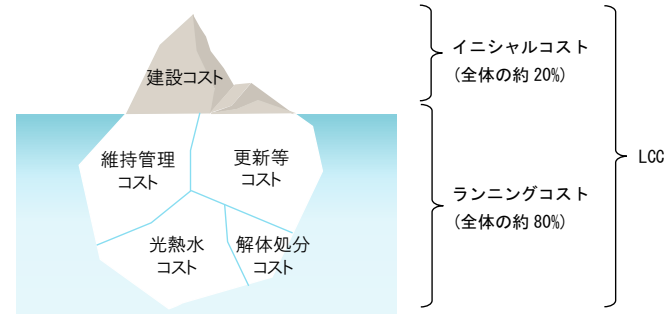 建設コスト
維持管理
コスト
更新等
コスト
光熱水
コスト
解体処分
コスト
イニシャルコスト
(全体の約 20%)
ランニングコスト
(全体の約 80%)
LCC